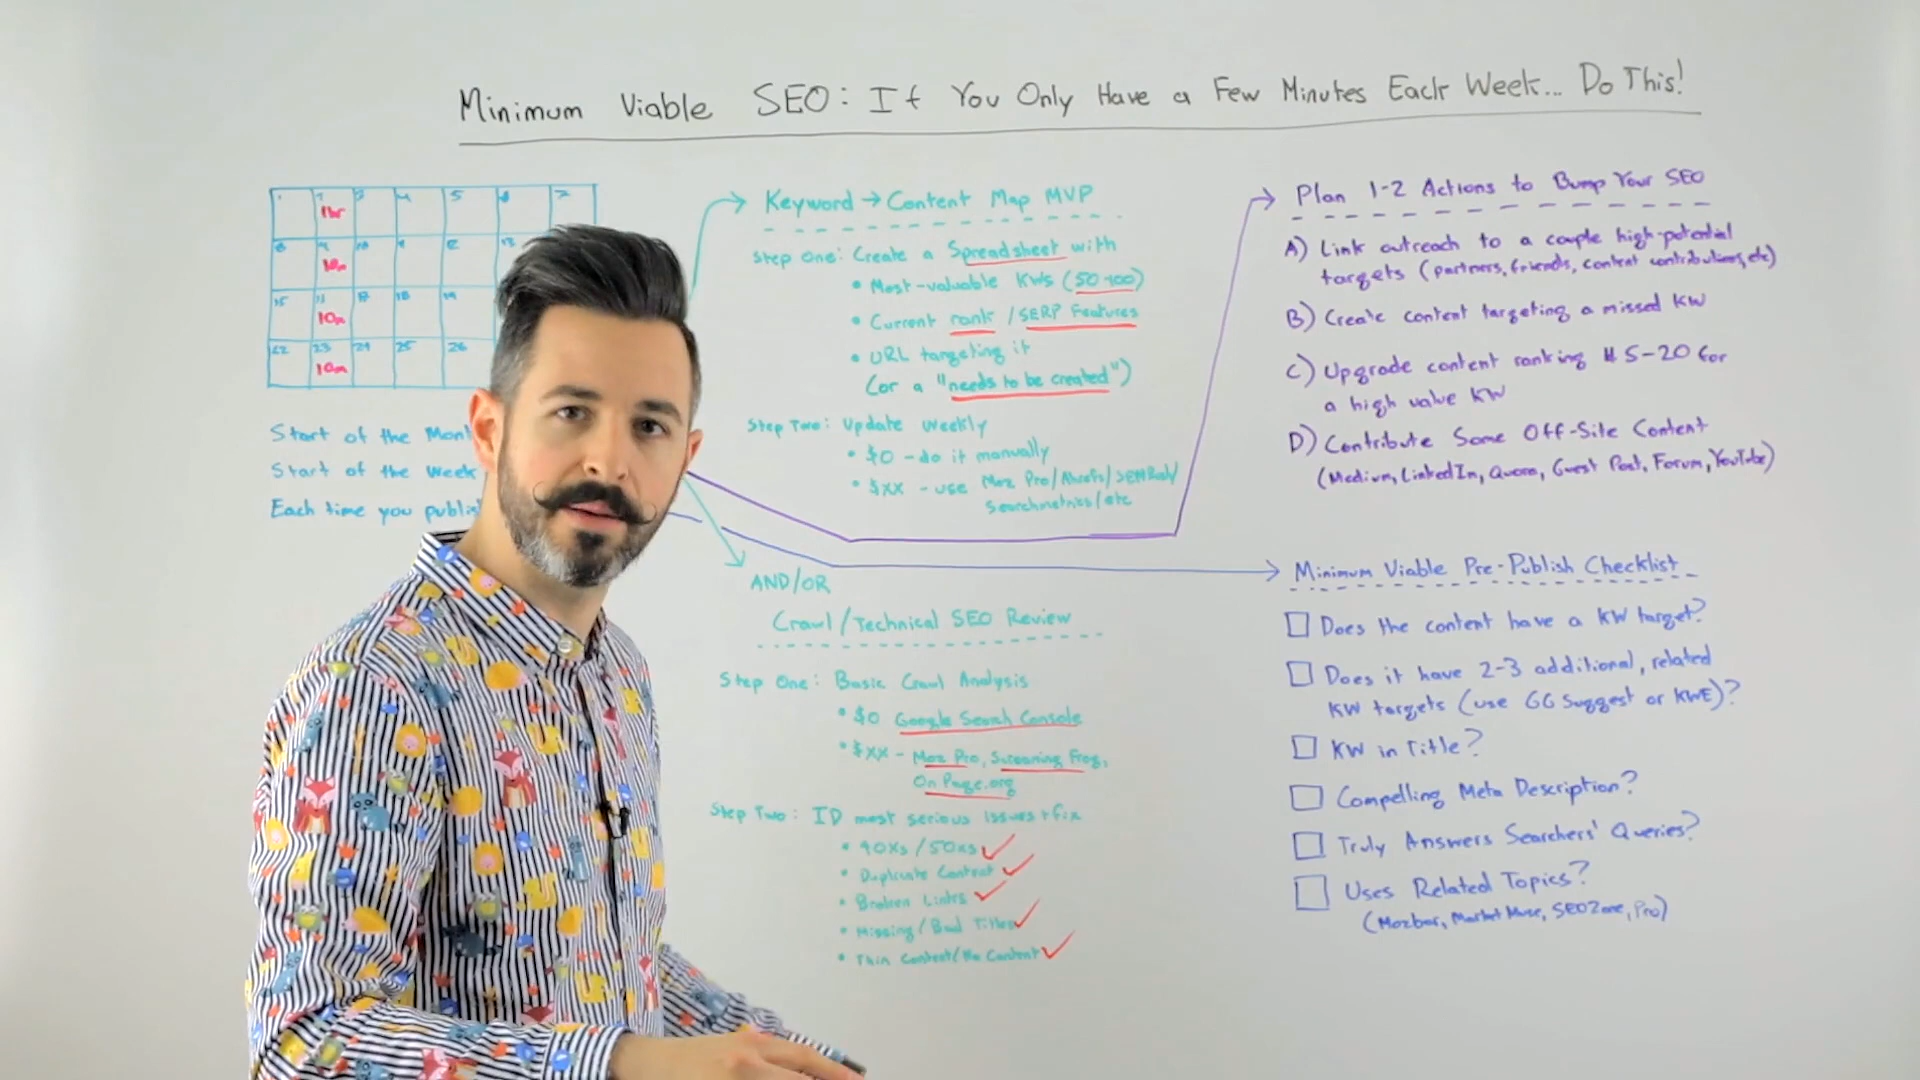 Minimum Viable SEO: If You Only Have a Few Minutes Each Week... Do This!
1 2 3 4 5 6 7
1hr
8 9 10 11 12 13
10m
15 17 18 19
10m
22 23 24 25 26
10m
Start of the Mont
Start of the week
Each time you publis
Keyword → Content Map MVP
Step One: Create a Spreadsheet with
• Most-valuable KWs (50-100)
• Current rank / SERP Features
• URL targeting it
(or a "needs to be created")
Step Two: Update Weekly
• $0 - do it manually
• $XX - use Moz Pro/Ahrefs/SEMRush/
Searchmetrics/etc
AND/OR
Crawl/Technical SEO Review
Step One: Basic Crawl Analysis
• $0 Google Search Console
• $XX - Moz Pro, Screaming Frog,
OnPage.org
Step Two: ID most serious issues + fix
• 40Xs/50Xs
• Duplicate Content
• Broken Links
• Missing/Bad Titles
• Thin Content/No Content
Plan 1-2 Actions to Bump Your SEO
A) Link outreach to a couple high-potential
targets (partners, friends, content contributions, etc)
B) Create content targeting a missed KW
C) Upgrade content ranking #5-20 for
a high value KW
D) Contribute Some Off-Site Content
(Medium, LinkedIn, Quora, Guest Post, Forum, YouTube)
Minimum Viable Pre-Publish Checklist
Does the content have a KW target?
Does it have 2-3 additional, related
KW targets (use GG Suggest or KWE)?
KW in Title?
Compelling Meta Description?
Truly Answers Searchers' Queries?
Uses Related Topics?
(Mozbar, Market Muse, SEOZone, Pro)